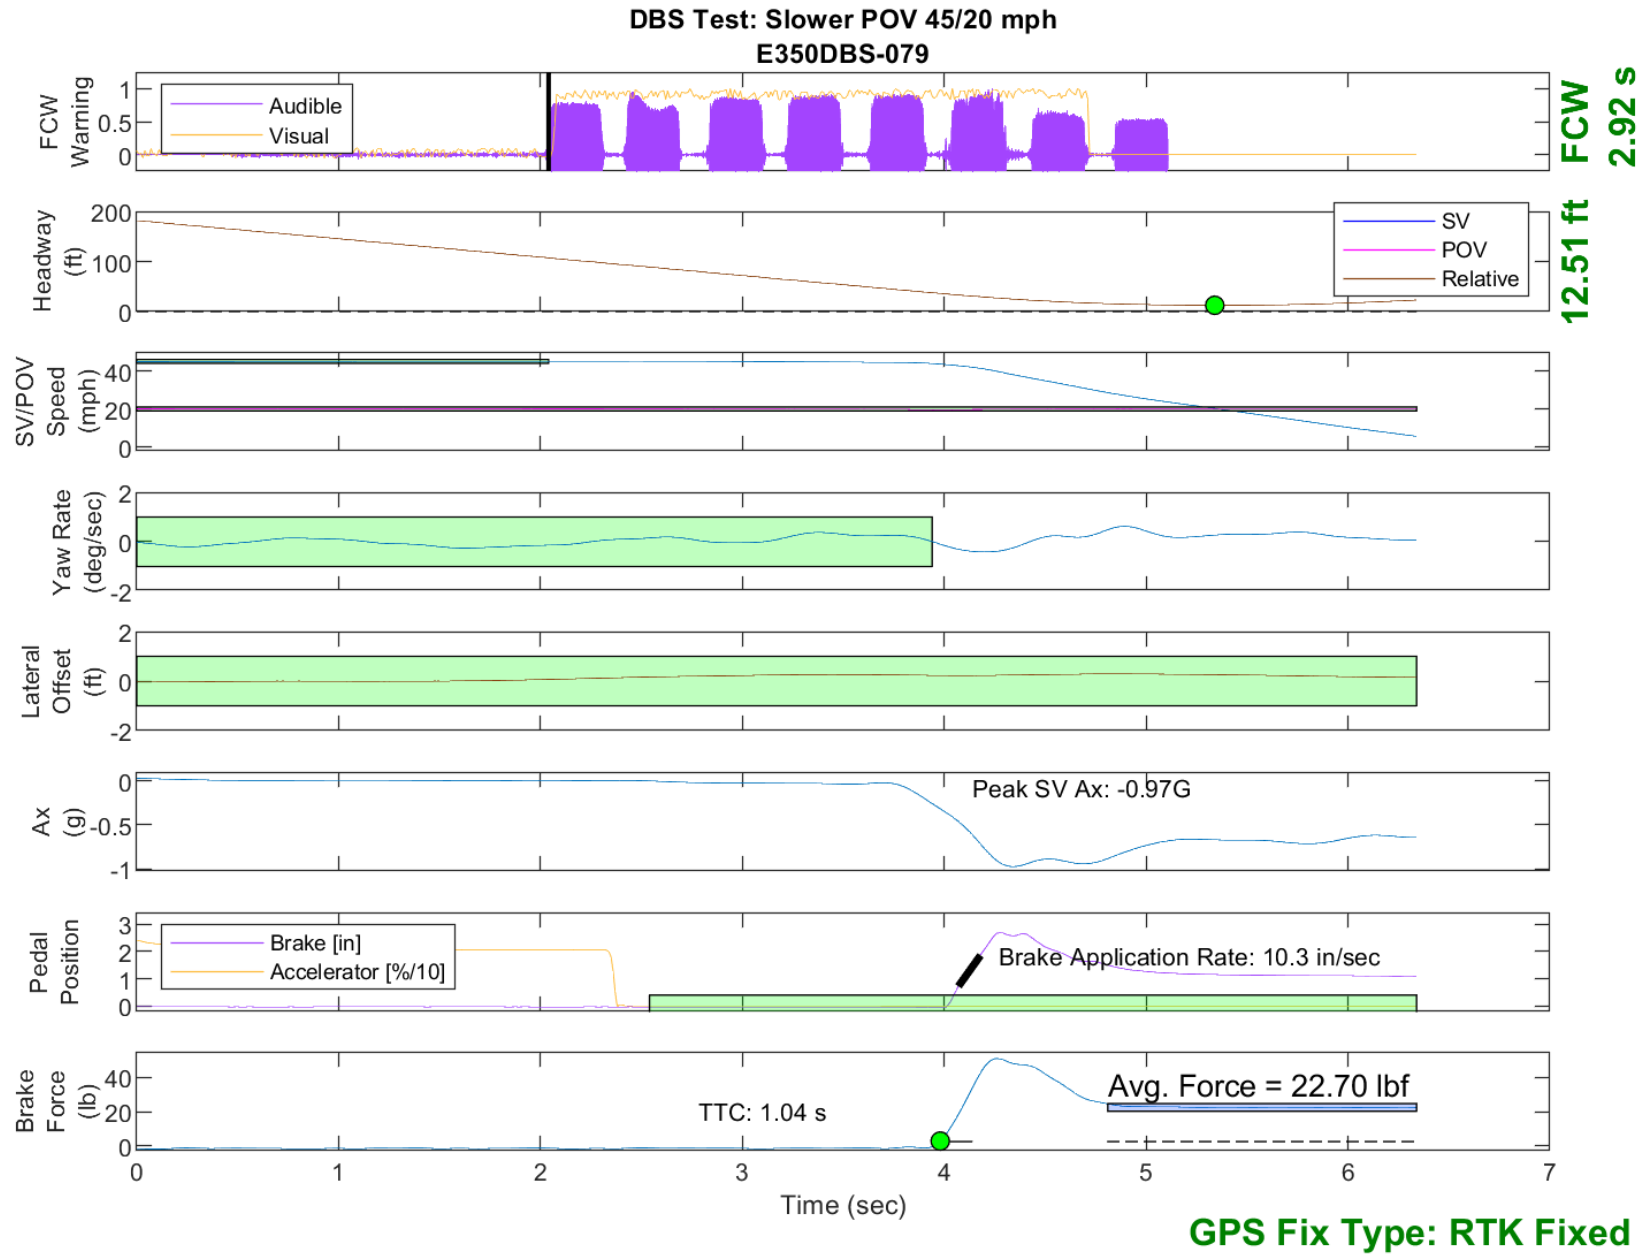 DBS Test: Slower POV 45/20 mph
E350DBS-079
FCW
Warning
1
0.5
0
Audible
Visual
FCW
2.92 s
Headway
(ft)
200
100
0
SV
POV
Relative
12.51 ft
SV/POV
Speed
(mph)
40
20
0
Yaw Rate
(deg/sec)
2
0
-2
Lateral
Offset
(ft)
2
0
-2
Ax
(g)
0
-0.5
-1
Peak SV Ax: -0.97G
Pedal
Position
3
2
1
0
Brake [in]
Accelerator [%/10]
Brake Application Rate: 10.3 in/sec
Brake
Force
(lb)
40
20
0
TTC: 1.04 s
Avg. Force = 22.70 lbf
0 1 2 3 4 5 6 7
Time (sec)
GPS Fix Type: RTK Fixed